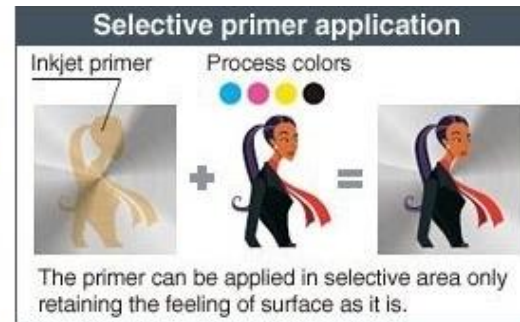 Selective primer application
Inkjet primer
Process colors
The primer can be applied in selective area only
retaining the feeling of surface as it is.